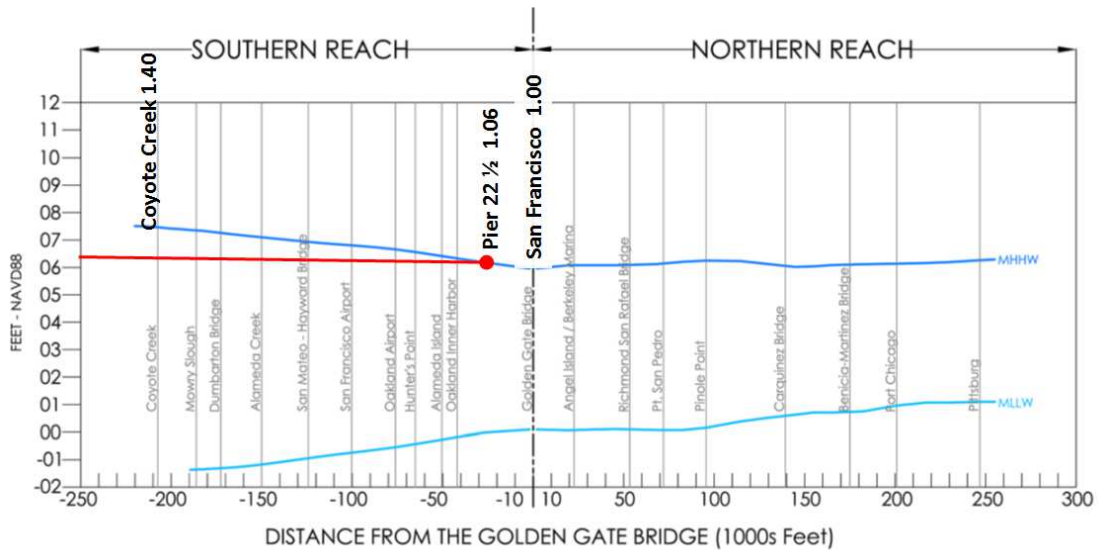 SOUTHERN REACH
NORTHERN REACH
Coyote Creek 1.40
Pier 22 ½ 1.06
San Francisco 1.00
12
11
10
09
08
07
06
05
04
03
02
01
00
-01
-02
FEET - NAVD88
MHHW
MLLW
Coyote Creek
Mowry Slough
Dumbarton Bridge
Alameda Creek
San Mateo - Hayward Bridge
San Francisco Airport
Oakland Airport
Hunter's Point
Alameda Island
Oakland Inner Harbor
Golden Gate Bridge
Angel Island / Berkeley Marina
Richmond San Rafael Bridge
Pt. San Pedro
Pinole Point
Carquinez Bridge
Benicia-Martinez Bridge
Port Chicago
Pittsburg
-250 -200 -150 -100 -50 -10 10 50 100 150 200 250 300
DISTANCE FROM THE GOLDEN GATE BRIDGE (1000s Feet)